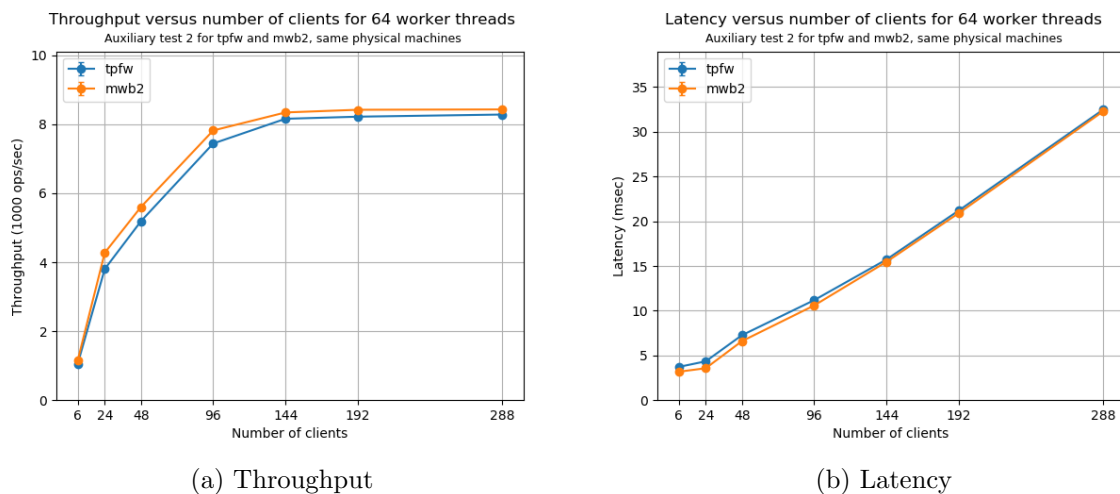 Throughput versus number of clients for 64 worker threads
Auxiliary test 2 for tpfw and mwb2, same physical machines
10
8
6
4
2
0
Throughput (1000 ops/sec)
tpfw
mwb2
6 24 48 96 144 192 288
Number of clients
(a) Throughput
Latency versus number of clients for 64 worker threads
Auxiliary test 2 for tpfw and mwb2, same physical machines
35
30
25
20
15
10
5
0
Latency (msec)
tpfw
mwb2
6 24 48 96 144 192 288
Number of clients
(b) Latency